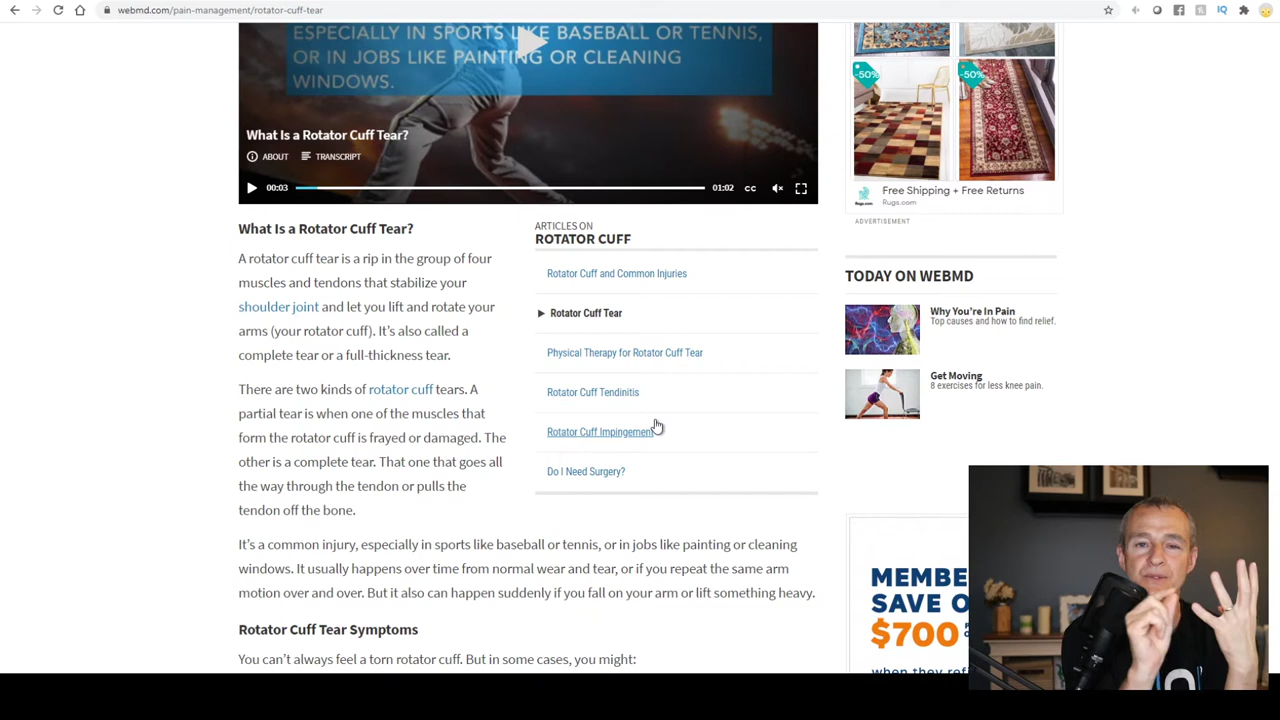 webmd.com/pain-management/rotator-cuff-tear
IQ
ESPECIALLY IN SPORTS LIKE BASEBALL OR TENNIS,
OR IN JOBS LIKE PAINTING OR CLEANING
WINDOWS.
What Is a Rotator Cuff Tear?
ABOUT TRANSCRIPT
00:03 01:02 CC
-50% -50%
Free Shipping + Free Returns
Rugs.com
ADVERTISEMENT
What Is a Rotator Cuff Tear?
A rotator cuff tear is a rip in the group of four
muscles and tendons that stabilize your
shoulder joint and let you lift and rotate your
arms (your rotator cuff). It’s also called a
complete tear or a full-thickness tear.
There are two kinds of rotator cuff tears. A
partial tear is when one of the muscles that
form the rotator cuff is frayed or damaged. The
other is a complete tear. That one that goes all
the way through the tendon or pulls the
tendon off the bone.
ARTICLES ON
ROTATOR CUFF
Rotator Cuff and Common Injuries
Rotator Cuff Tear
Physical Therapy for Rotator Cuff Tear
Rotator Cuff Tendinitis
Rotator Cuff Impingement
Do I Need Surgery?
It’s a common injury, especially in sports like baseball or tennis, or in jobs like painting or cleaning
windows. It usually happens over time from normal wear and tear, or if you repeat the same arm
motion over and over. But it also can happen suddenly if you fall on your arm or lift something heavy.
Rotator Cuff Tear Symptoms
You can’t always feel a torn rotator cuff. But in some cases, you might:
TODAY ON WEBMD
Why You're In Pain
Top causes and how to find relief.
Get Moving
8 exercises for less knee pain.
MEMBE
SAVE O
$700
when they refi